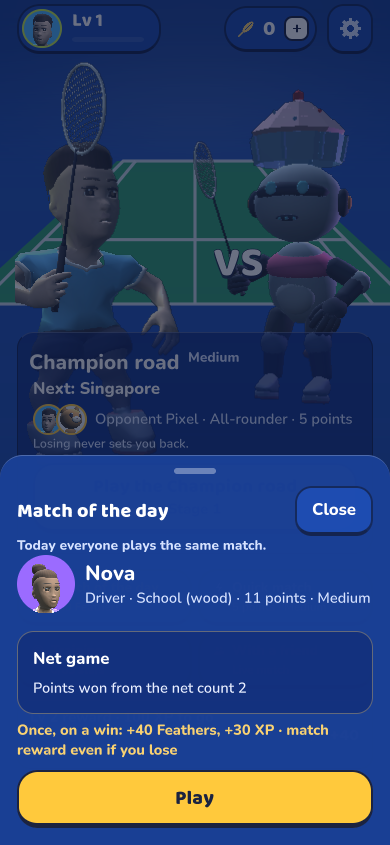 Lv 1
0
+
VS
Champion road Medium
Next: Singapore
Opponent Pixel · All-rounder · 5 points
Losing never sets you back.
Match of the day
Close
Today everyone plays the same match.
Nova
Driver · School (wood) · 11 points · Medium
Net game
Points won from the net count 2
Once, on a win: +40 Feathers, +30 XP · match
reward even if you lose
Play